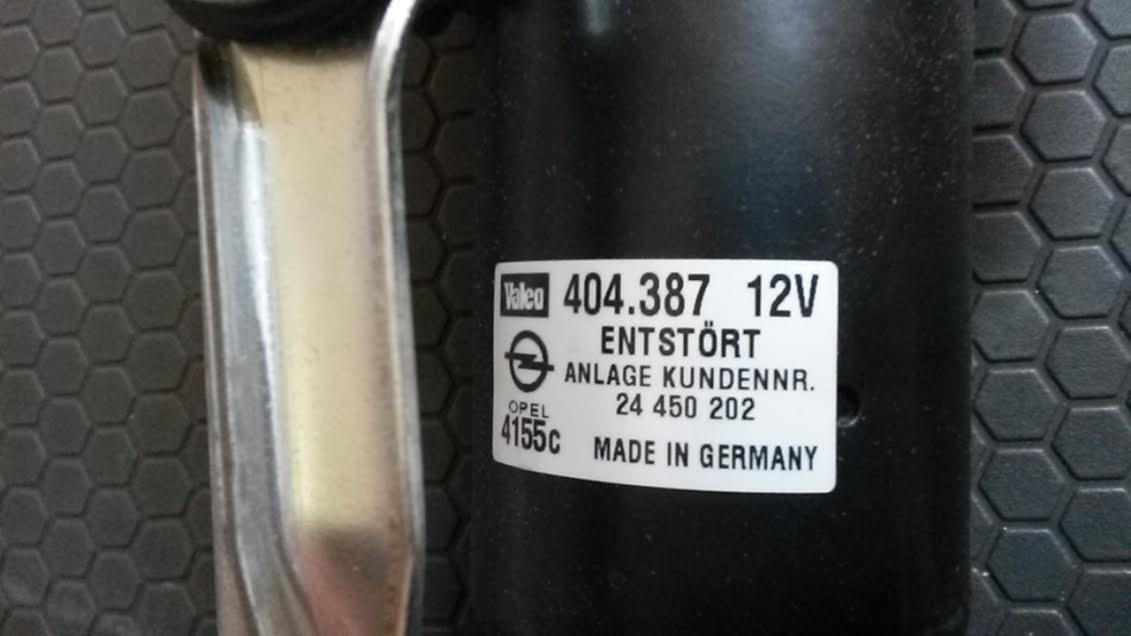 Valeo 404.387 12V
ENTSTÖRT
ANLAGE KUNDENNR.
OPEL 24 450 202
4155c MADE IN GERMANY